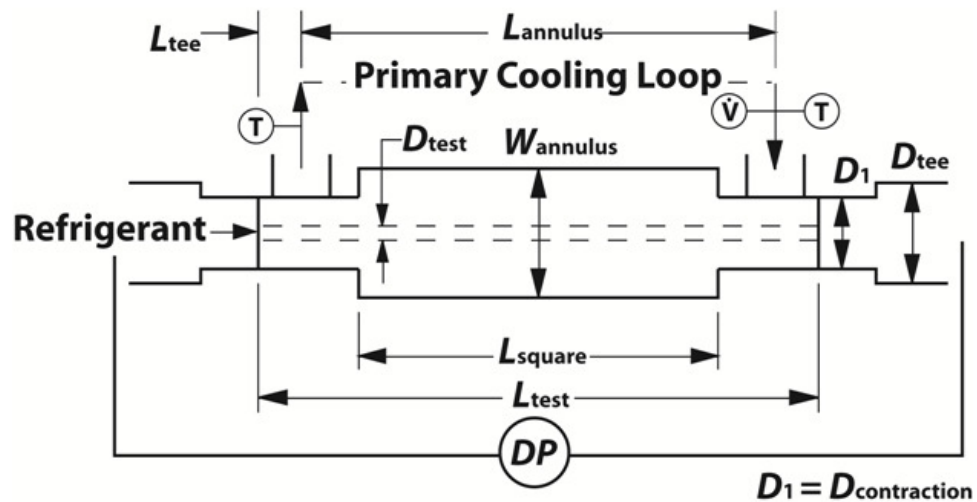 Ltee
Lannulus
Primary Cooling Loop
T
V̇
T
Dtest
Wannulus
D1
Dtee
Refrigerant
Lsquare
Ltest
DP
D1 = Dcontraction